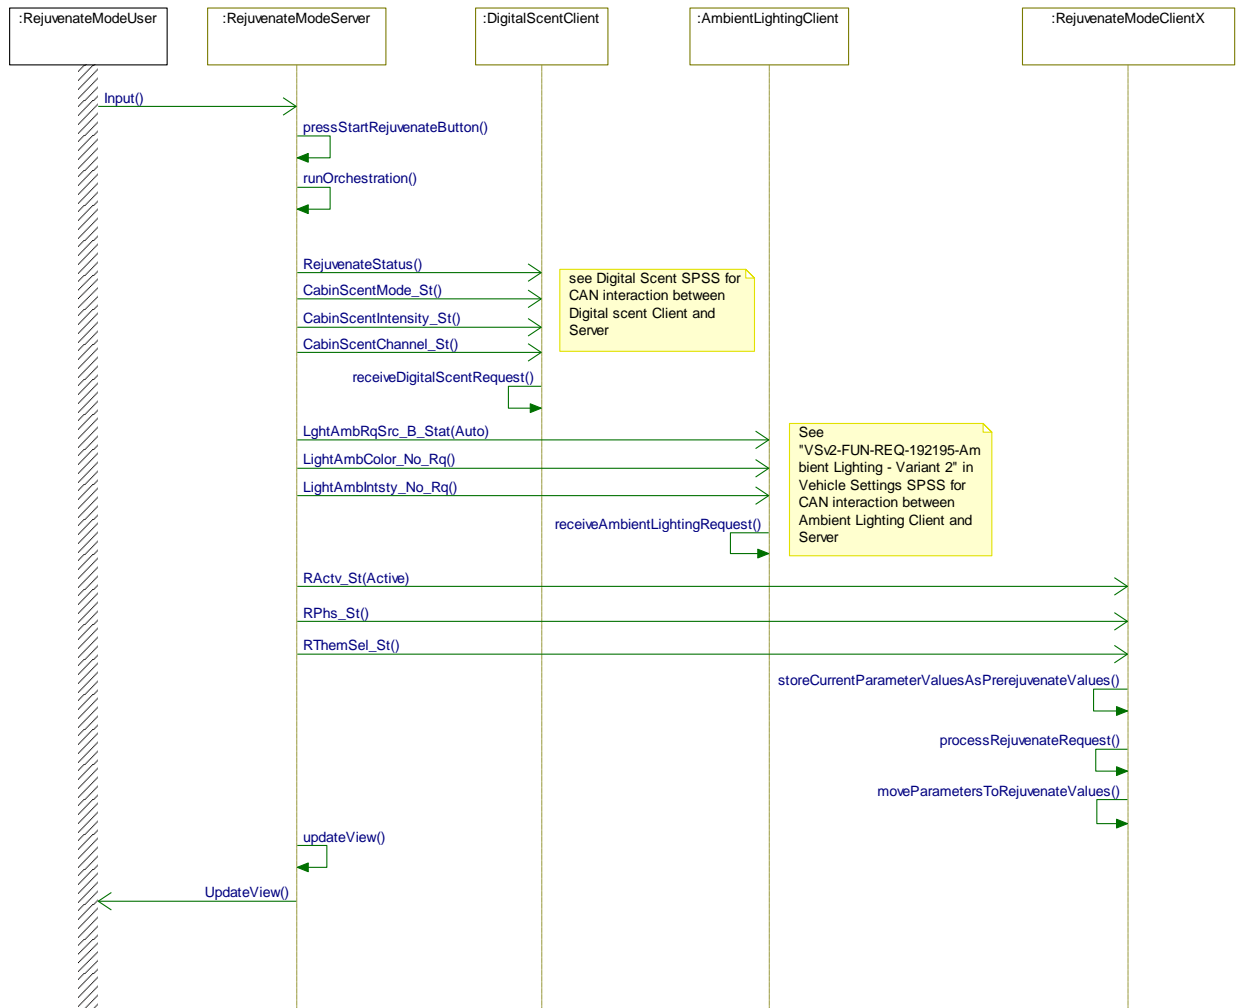 :RejuvenateModeUser
:RejuvenateModeServer
:DigitalScentClient
:AmbientLightingClient
:RejuvenateModeClientX
Input()
pressStartRejuvenateButton()
runOrchestration()
RejuvenateStatus()
CabinScentMode_St()
CabinScentIntensity_St()
CabinScentChannel_St()
see Digital Scent SPSS for
CAN interaction between
Digital scent Client and
Server
receiveDigitalScentRequest()
LghtAmbRqSrc_B_Stat(Auto)
LightAmbColor_No_Rq()
LightAmbIntsty_No_Rq()
See
"VSv2-FUN-REQ-192195-Am
bient Lighting - Variant 2" in
Vehicle Settings SPSS for
CAN interaction between
Ambient Lighting Client and
Server
receiveAmbientLightingRequest()
RActv_St(Active)
RPhs_St()
RThemSel_St()
storeCurrentParameterValuesAsPrerejuvenateValues()
processRejuvenateRequest()
moveParametersToRejuvenateValues()
updateView()
UpdateView()